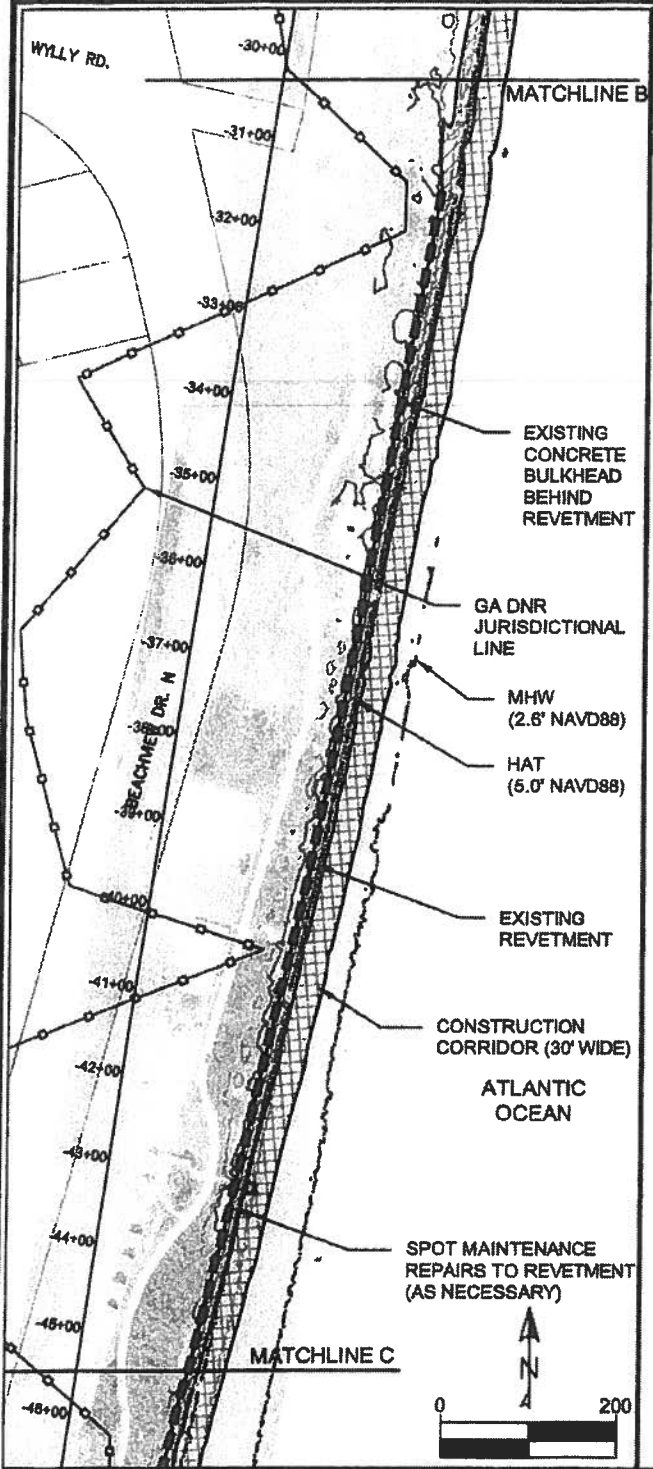 WYLLY RD.
-30+00
MATCHLINE B
-31+00
-32+00
-33+00
-34+00
EXISTING
CONCRETE
BULKHEAD
BEHIND
REVETMENT
-35+00
-36+00
GA DNR
JURISDICTIONAL
LINE
-37+00
MHW
(2.6' NAVD88)
-38+00
HAT
(5.0' NAVD88)
BEACHVIEW DR. N
-39+00
-40+00
EXISTING
REVETMENT
-41+00
CONSTRUCTION
CORRIDOR (30' WIDE)
-42+00
ATLANTIC
OCEAN
-43+00
-44+00
SPOT MAINTENANCE
REPAIRS TO REVETMENT
(AS NECESSARY)
-45+00
MATCHLINE C
N
-46+00
0 200